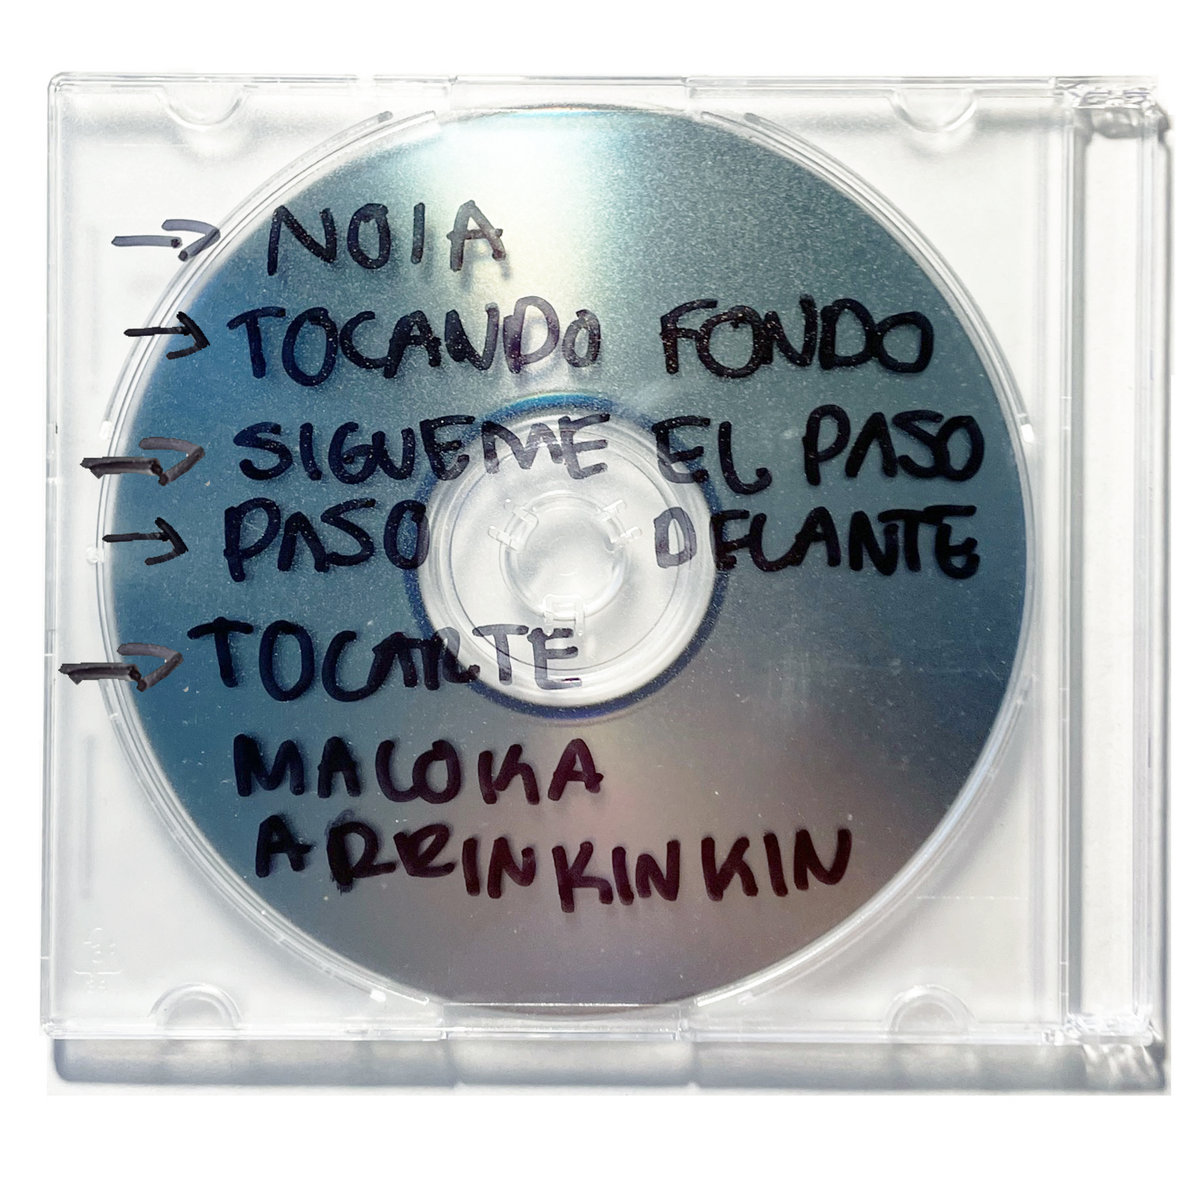 → NOIA
→ TOCANDO FONDO
→ SIGUEME EL PASO
→ PASO DELANTE
→ TOCARTE
MALOKA
ARRINKINKIN